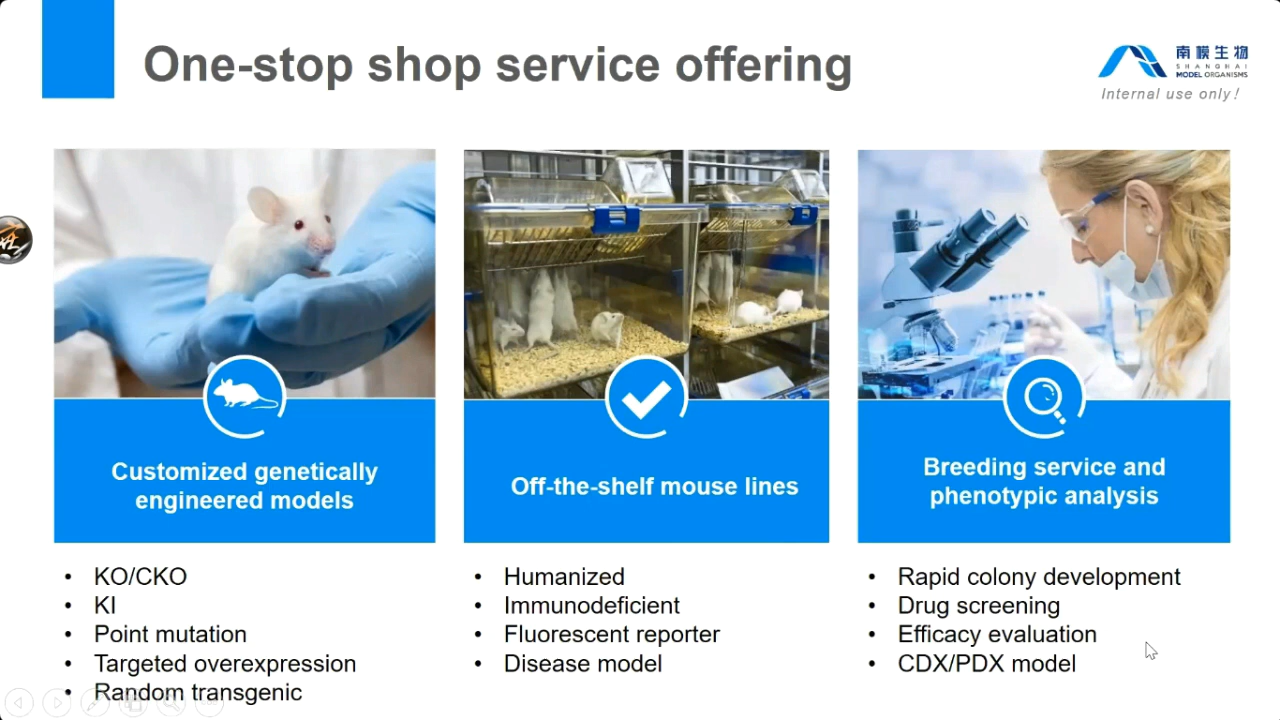 One-stop shop service offering
南模生物
SHANGHAI
MODEL ORGANISMS
Internal use only!
Customized genetically
engineered models
Off-the-shelf mouse lines
Breeding service and
phenotypic analysis
• KO/CKO
• KI
• Point mutation
• Targeted overexpression
• Random transgenic
• Humanized
• Immunodeficient
• Fluorescent reporter
• Disease model
• Rapid colony development
• Drug screening
• Efficacy evaluation
• CDX/PDX model